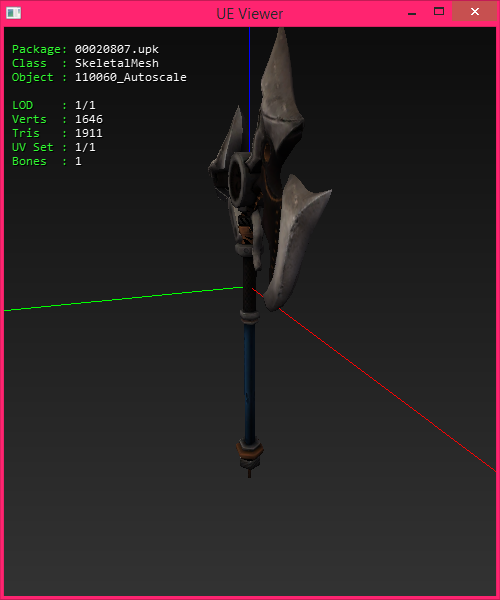 UE Viewer
Package: 00020807.upk
Class : SkeletalMesh
Object : 110060_Autoscale
LOD : 1/1
Verts : 1646
Tris : 1911
UV Set : 1/1
Bones : 1